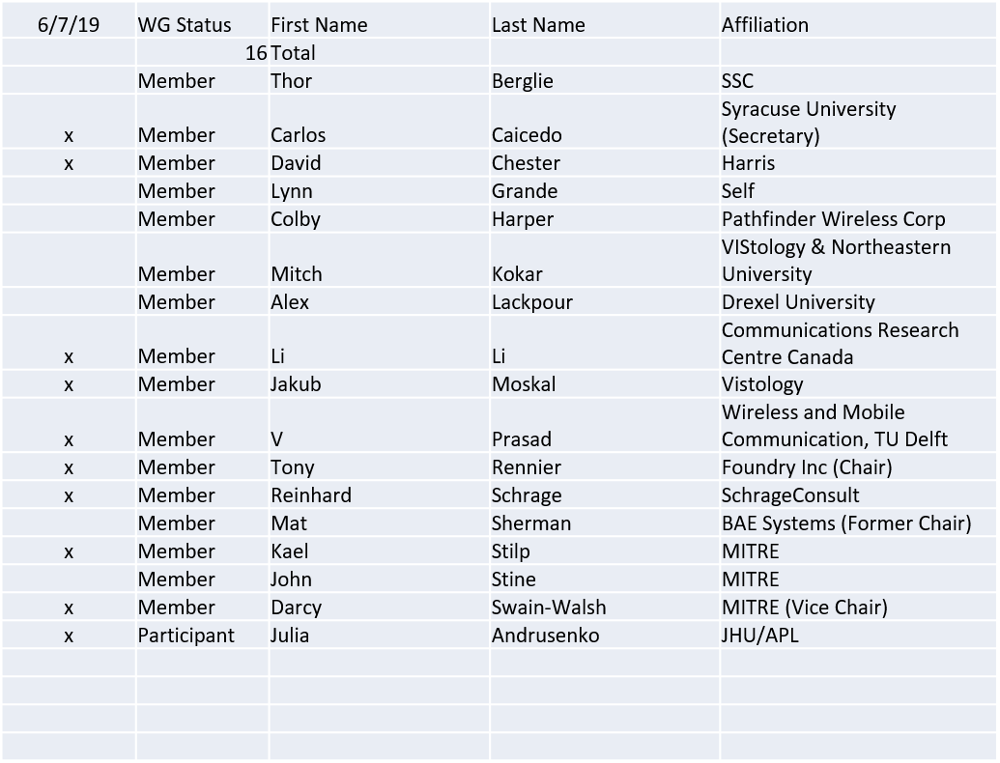 6/7/19 WG Status First Name Last Name Affiliation
16 Total
Member Thor Berglie SSC
Syracuse University
x Member Carlos Caicedo (Secretary)
x Member David Chester Harris
Member Lynn Grande Self
Member Colby Harper Pathfinder Wireless Corp
VIStology & Northeastern
Member Mitch Kokar University
Member Alex Lackpour Drexel University
Communications Research
x Member Li Li Centre Canada
x Member Jakub Moskal Vistology
Wireless and Mobile
x Member V Prasad Communication, TU Delft
x Member Tony Rennier Foundry Inc (Chair)
x Member Reinhard Schrage SchrageConsult
Member Mat Sherman BAE Systems (Former Chair)
x Member Kael Stilp MITRE
Member John Stine MITRE
x Member Darcy Swain-Walsh MITRE (Vice Chair)
x Participant Julia Andrusenko JHU/APL